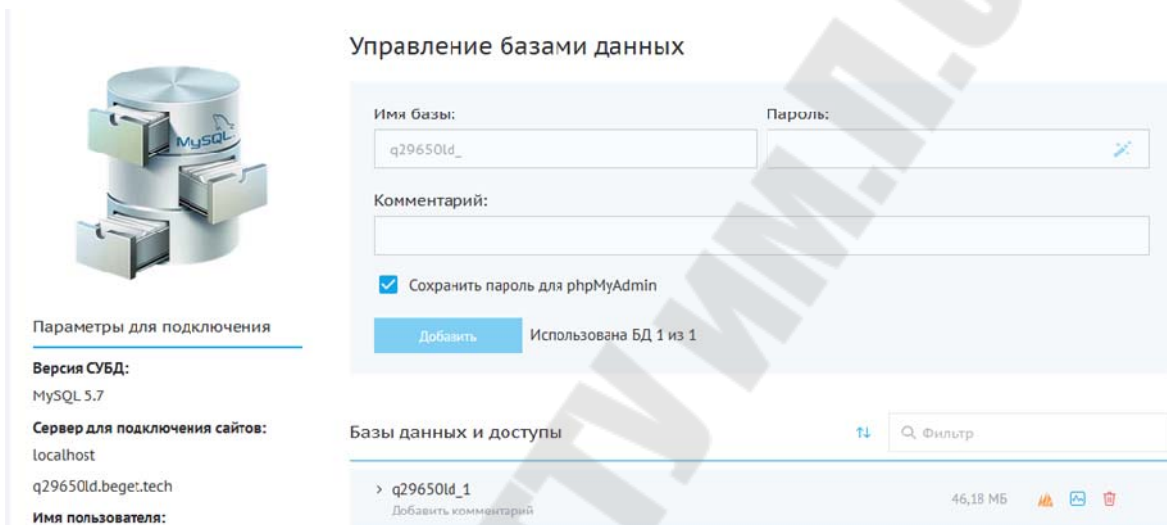 Управление базами данных
MySQL
Имя базы:
Пароль:
q29650ld_
Комментарий:
Сохранить пароль для phpMyAdmin
Добавить
Использована БД 1 из 1
Параметры для подключения
Версия СУБД:
MySQL 5.7
Сервер для подключения сайтов:
localhost
q29650ld.beget.tech
Имя пользователя:
Базы данных и доступы
Фильтр
q29650ld_1
Добавить комментарий
46,18 МБ